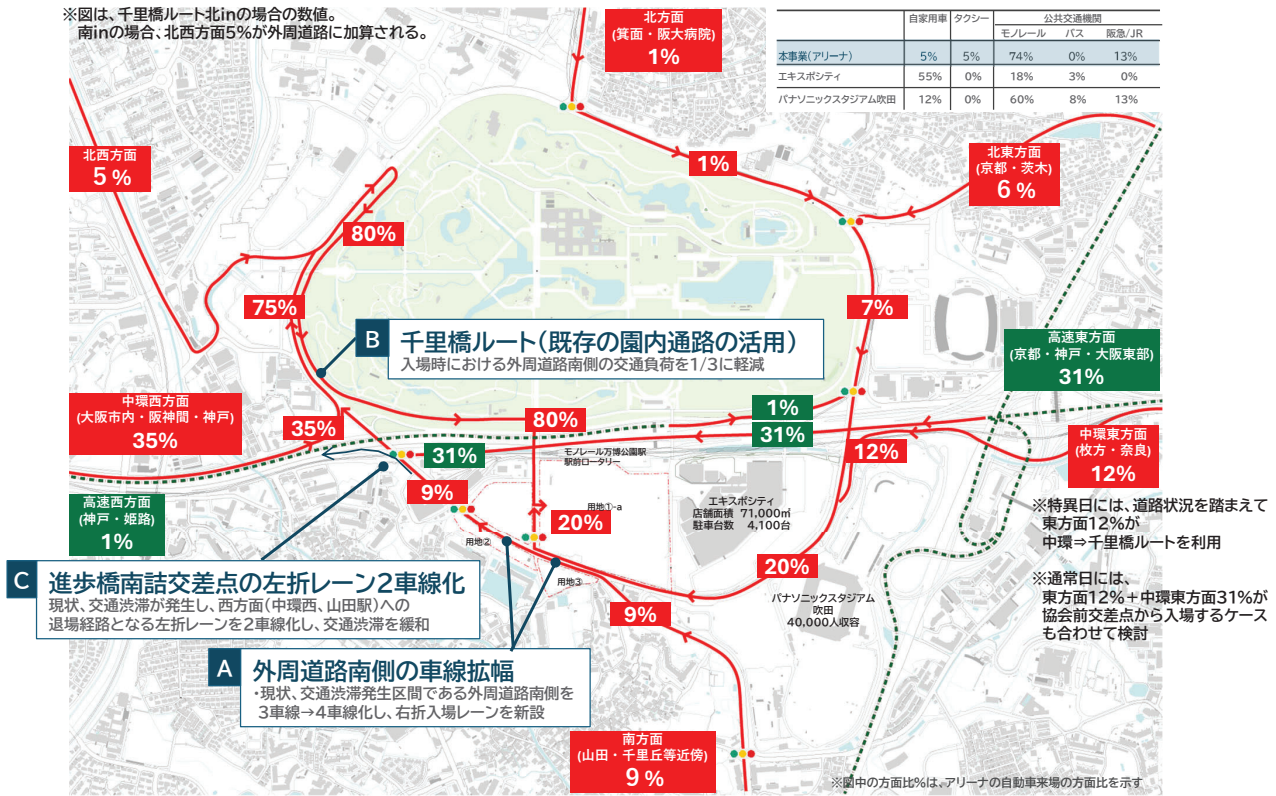 ※図は、千里橋ルート北inの場合の数値。
南inの場合、北西方面5%が外周道路に加算される。
北方面
(箕面・阪大病院)
1%
自家用車 タクシー 公共交通機関
モノレール バス 阪急/JR
本事業(アリーナ) 5% 5% 74% 0% 13%
エキスポシティ 55% 0% 18% 3% 0%
パナソニックスタジアム吹田 12% 0% 60% 8% 13%
北西方面
5%
1%
北東方面
(京都・茨木)
6%
80%
75%
7%
B 千里橋ルート(既存の園内通路の活用)
入場時における外周道路南側の交通負荷を1/3に軽減
高速東方面
(京都・神戸・大阪東部)
31%
中環西方面
(大阪市内・阪神間・神戸)
35%
35%
80%
1%
31%
31%
モノレール万博公園駅
駅前ロータリー
12%
中環東方面
(枚方・奈良)
12%
高速西方面
(神戸・姫路)
1%
9%
用地①-a
20%
用地②
用地③
エキスポシティ
店舗面積 71,000㎡
駐車台数 4,100台
※特異日には、道路状況を踏まえて
東方面12%が
中環⇒千里橋ルートを利用
20%
パナソニックスタジアム
吹田
40,000人収容
9%
※通常日には、
東方面12%+中環東方面31%が
協会前交差点から入場するケース
も合わせて検討
C 進歩橋南詰交差点の左折レーン2車線化
現状、交通渋滞が発生し、西方面(中環西、山田駅)への
退場経路となる左折レーンを2車線化し、交通渋滞を緩和
A 外周道路南側の車線拡幅
・現状、交通渋滞発生区間である外周道路南側を
3車線→4車線化し、右折入場レーンを新設
南方面
(山田・千里丘等近傍)
9%
※図中の方面比%は、アリーナの自動車来場の方面比を示す